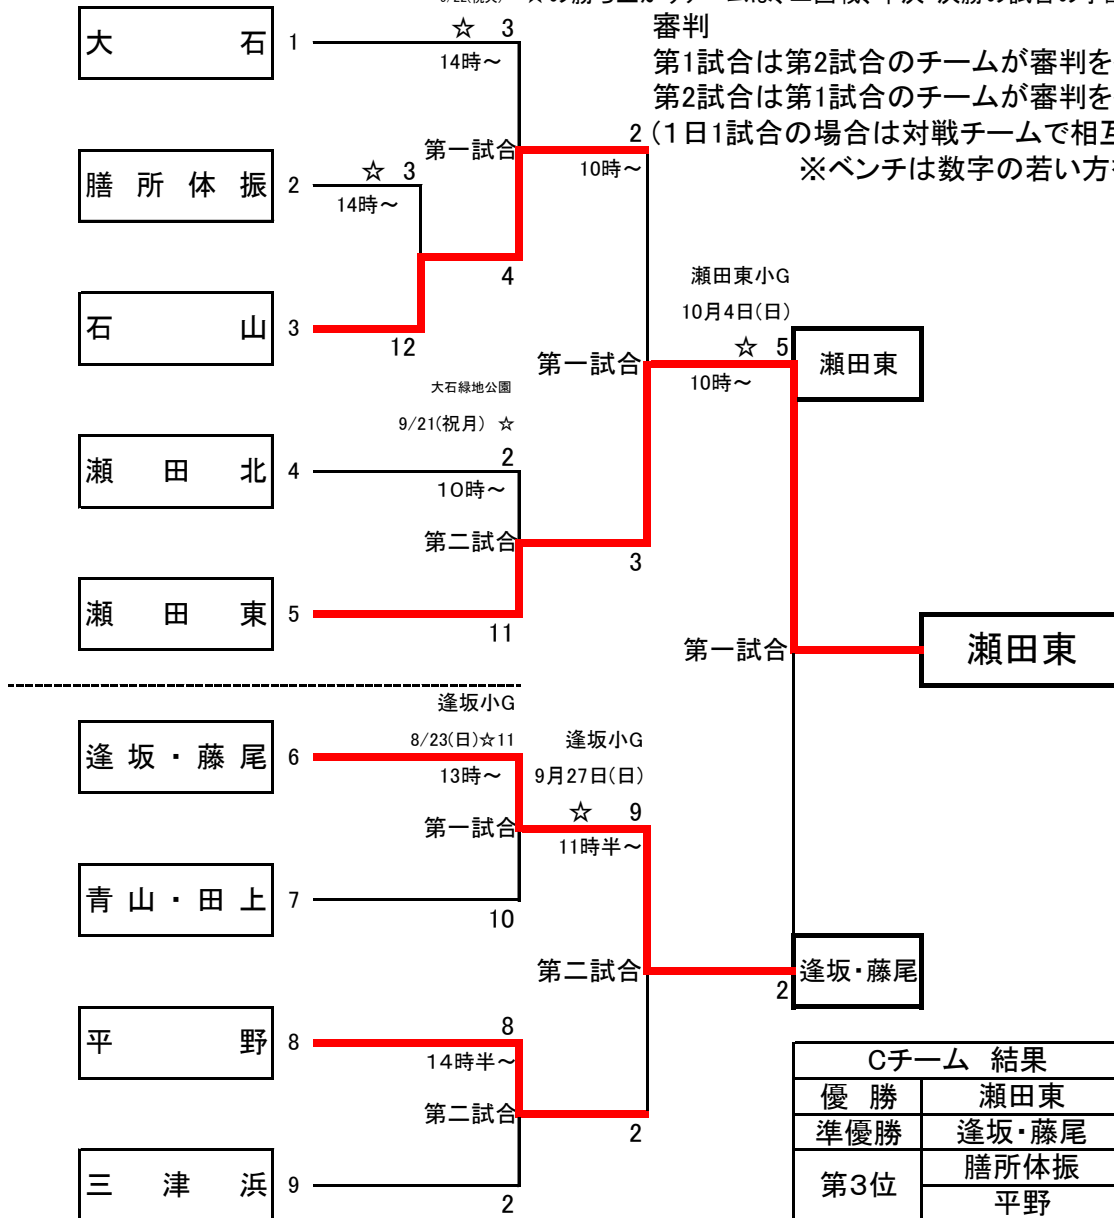 ☆ 3
審判
大 石 1
14時～
第1試合は第2試合のチームが審判を
第2試合は第1試合のチームが審判を
第一試合
2 (1日1試合の場合は対戦チームで相互
10時～
※ベンチは数字の若い方
膳 所 体 振 2
☆ 3
14時～
4
石 山 3
12
瀬田東小G
10月4日(日)
☆ 5
瀬田東
第一試合
10時～
大石緑地公園
9/21(祝月) ☆
2
瀬 田 北 4
10時～
第二試合
3
瀬 田 東 5
11
第一試合
瀬田東
逢坂小G
8/23(日)☆11
逢 坂 ・ 藤 尾 6
13時～
逢坂小G
9月27日(日)
☆ 9
第一試合
11時半～
青 山 ・ 田 上 7
10
第二試合
2
逢坂・藤尾
8
平 野 8
14時半～
第二試合
2
三 津 浜 9
2
Cチーム 結果
優 勝 瀬田東
準優勝 逢坂・藤尾
第3位 膳所体振
平野